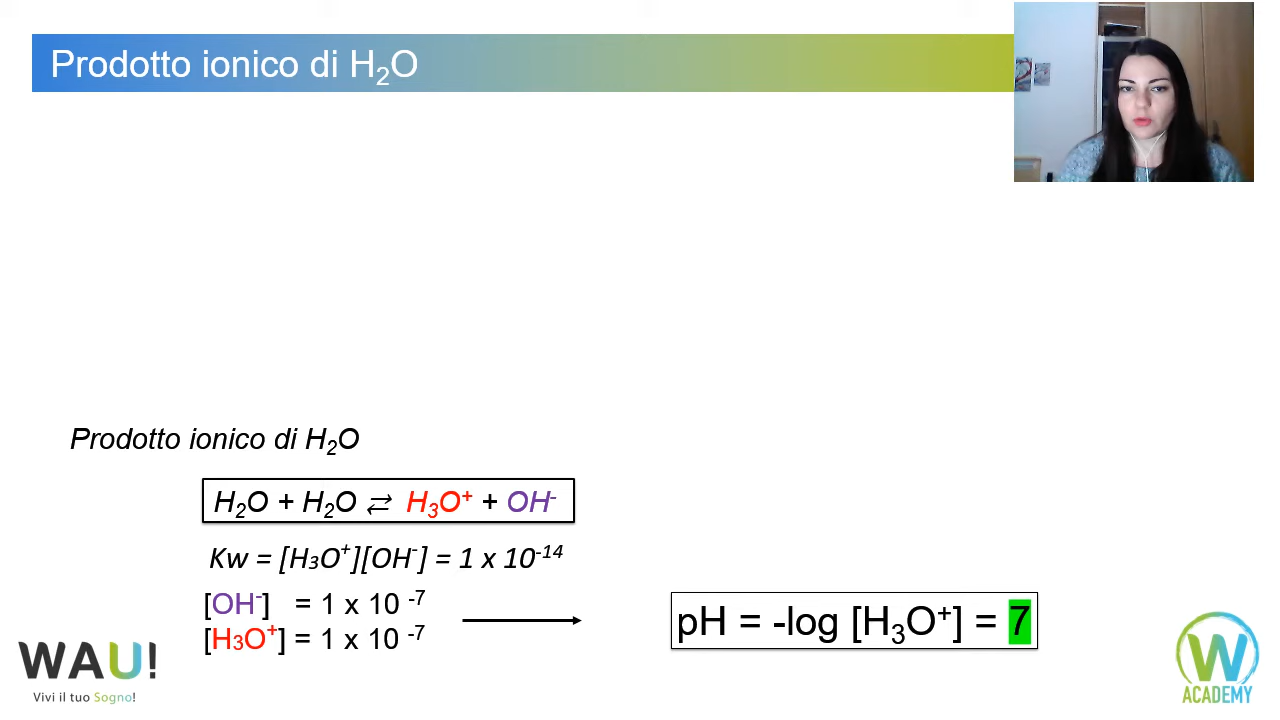 Prodotto ionico di H₂O
Prodotto ionico di H₂O
H₂O + H₂O ⇄ H₃O⁺ + OH⁻
Kw = [H₃O⁺][OH⁻] = 1 x 10⁻¹⁴
[OH⁻] = 1 x 10 ⁻⁷
[H₃O⁺] = 1 x 10 ⁻⁷
pH = -log [H₃O⁺] = 7
WAU!
Vivi il tuo Sogno!
W
ACADEMY